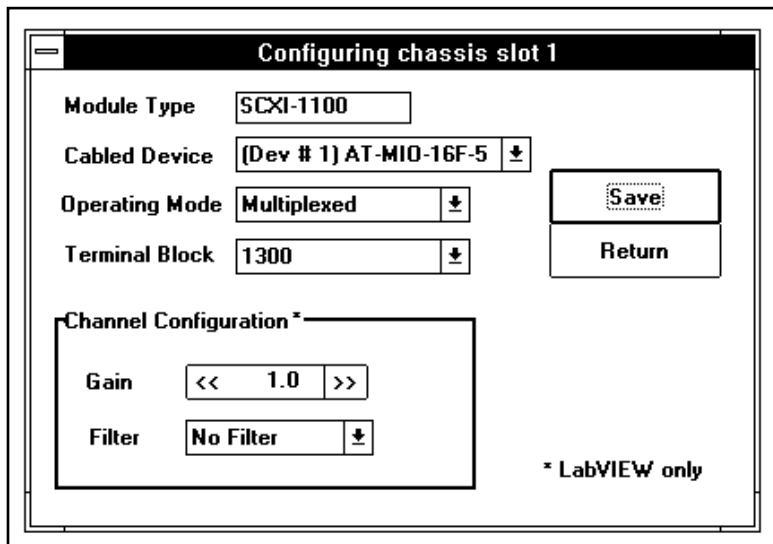 Configuring chassis slot 1
Module Type SCXI-1100
Cabled Device (Dev # 1) AT-MIO-16F-5
Operating Mode Multiplexed
Terminal Block 1300
Save
Return
Channel Configuration *
Gain << 1.0 >>
Filter No Filter
* LabVIEW only